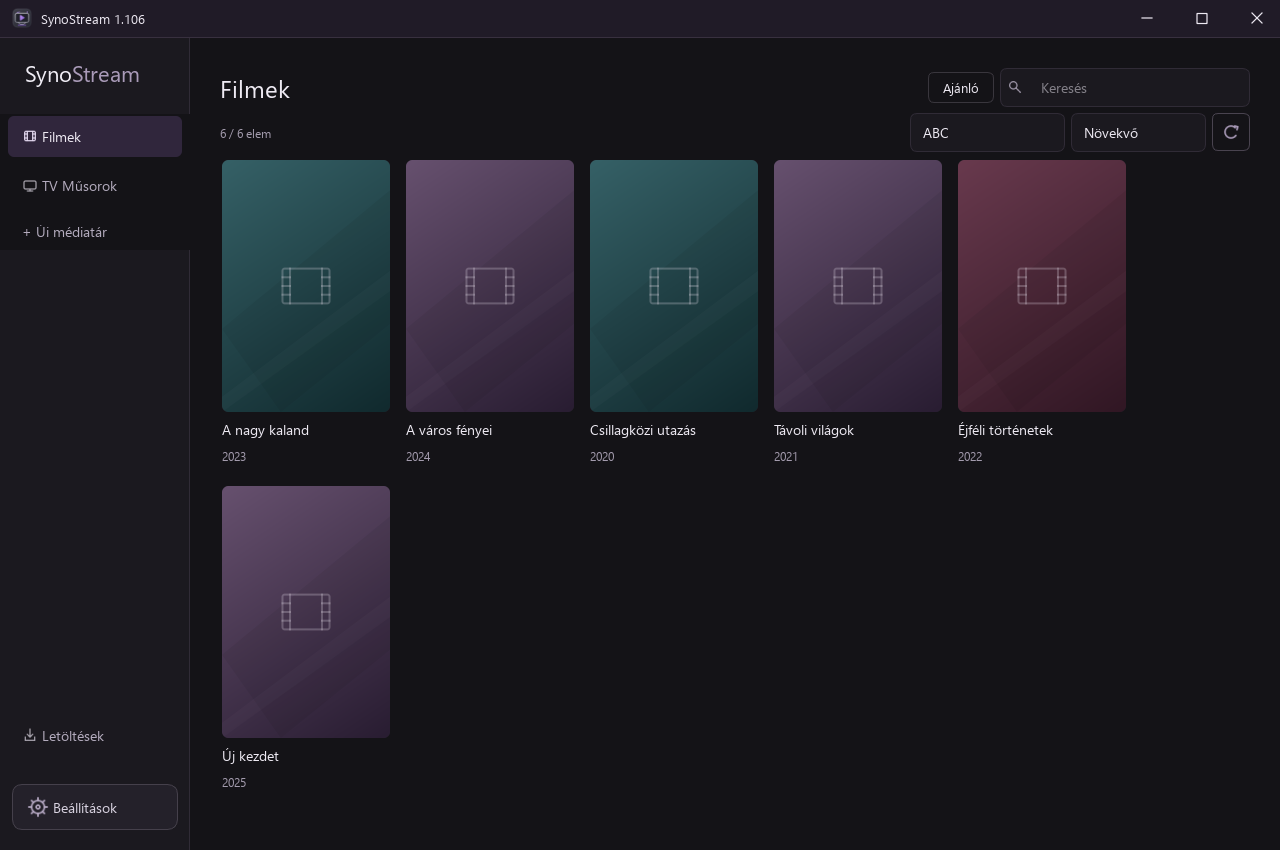 SynoStream 1.106
SynoStream
Filmek
TV Műsorok
+ Új médiatár
Letöltések
Beállítások
Filmek
Ajánló
Keresés
6 / 6 elem
ABC
Növekvő
A nagy kaland
2023
A város fényei
2024
Csillagközi utazás
2020
Távoli világok
2021
Éjféli történetek
2022
Új kezdet
2025